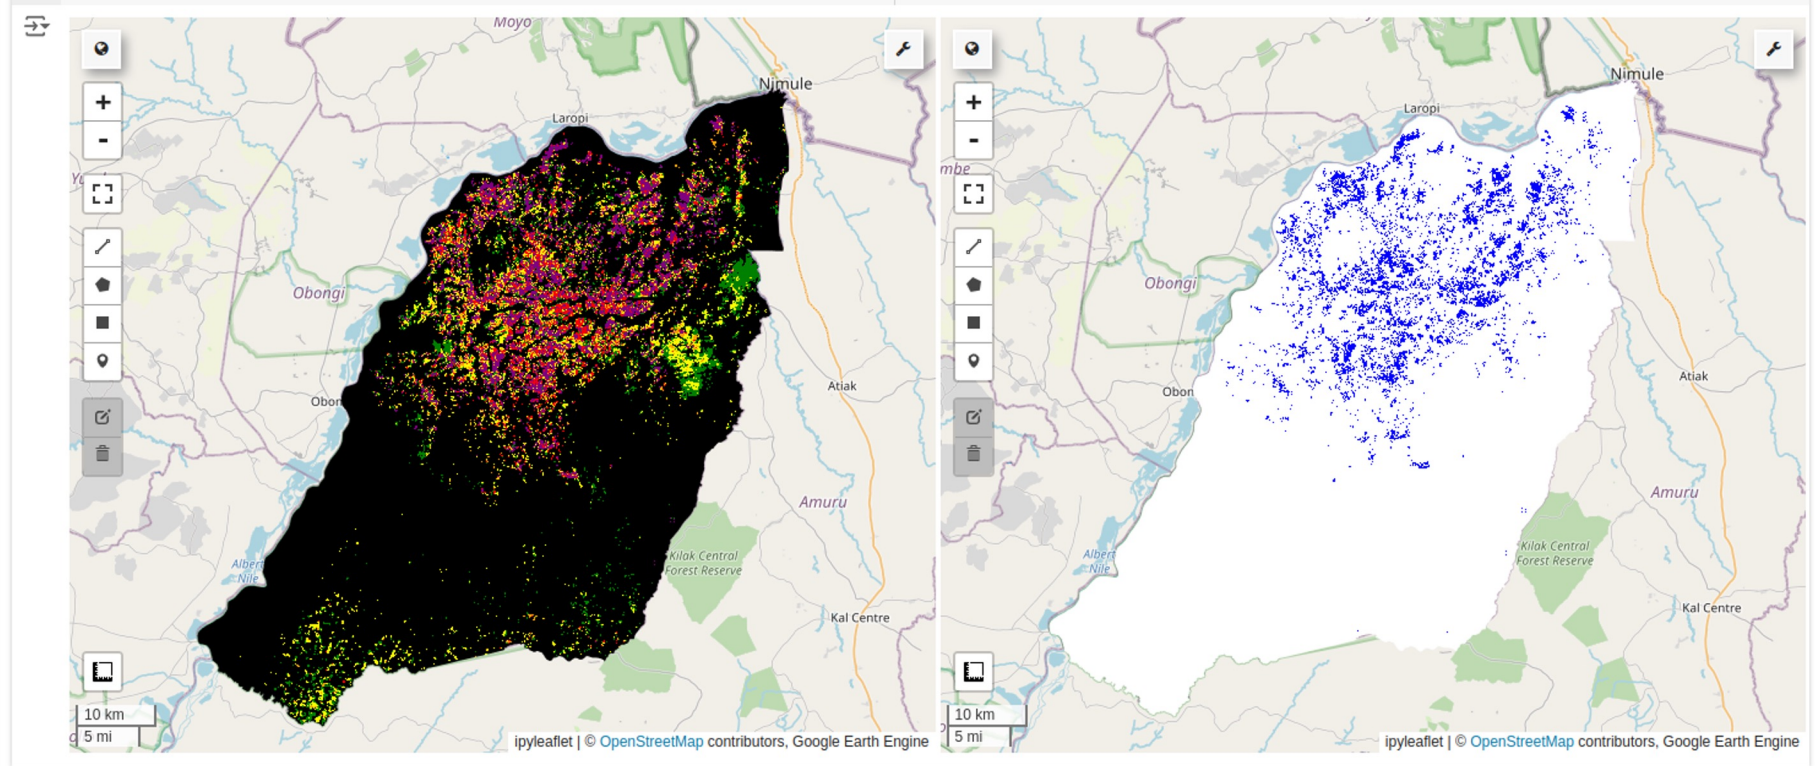 Moyo
Nimule
Laropi
Yu
Obongi
Obon
Atiak
Amuru
Kilak Central
Forest Reserve
Albert
Nile
Kal Centre
+
-
10 km
5 mi
ipyleaflet | © OpenStreetMap contributors, Google Earth Engine
Nimule
Laropi
mbe
Obongi
Obon
Atiak
Amuru
Kilak Central
Forest Reserve
Albert
Nile
Kal Centre
+
-
10 km
5 mi
ipyleaflet | © OpenStreetMap contributors, Google Earth Engine